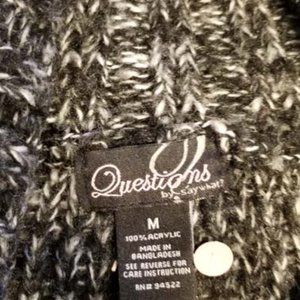 Questions
by saywhat?
M
100% ACRYLIC
MADE IN
BANGLADESH
SEE REVERSE FOR
CARE INSTRUCTION
RN# 94522